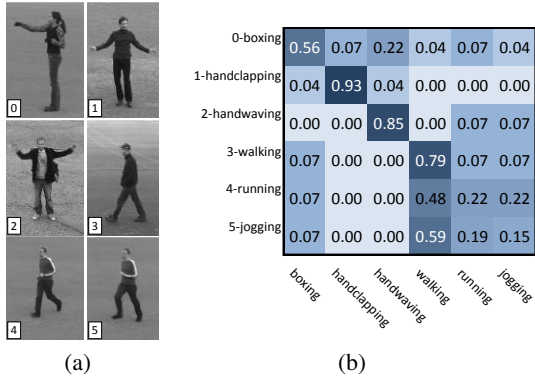 0
1
2
3
4
5
(a)
0-boxing 0.56 0.07 0.22 0.04 0.07 0.04
1-handclapping 0.04 0.93 0.04 0.00 0.00 0.00
2-handwaving 0.00 0.00 0.85 0.00 0.07 0.07
3-walking 0.07 0.00 0.00 0.79 0.07 0.07
4-running 0.07 0.00 0.00 0.48 0.22 0.22
5-jogging 0.07 0.00 0.00 0.59 0.19 0.15
boxing handclapping handwaving walking running jogging
(b)